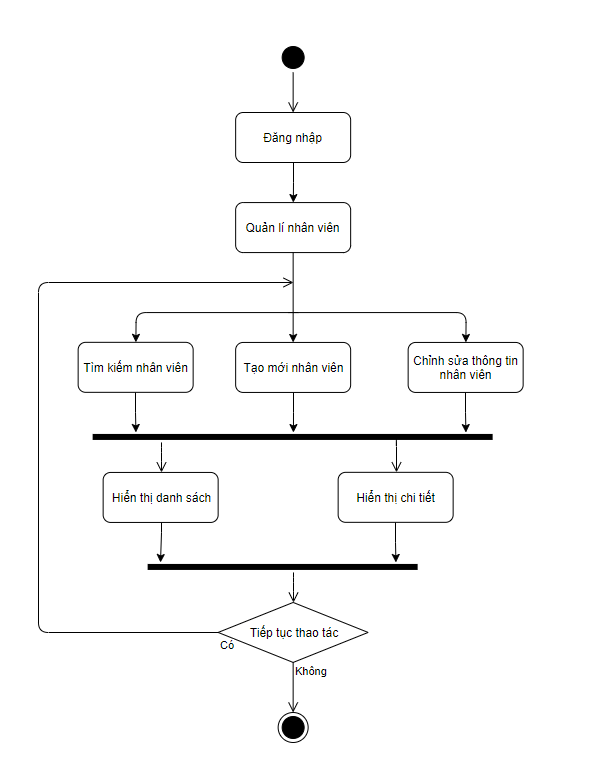 Đăng nhập
Quản lí nhân viên
Tìm kiếm nhân viên
Tạo mới nhân viên
Chỉnh sửa thông tin
nhân viên
Hiển thị danh sách
Hiển thị chi tiết
Tiếp tục thao tác
Có
Không